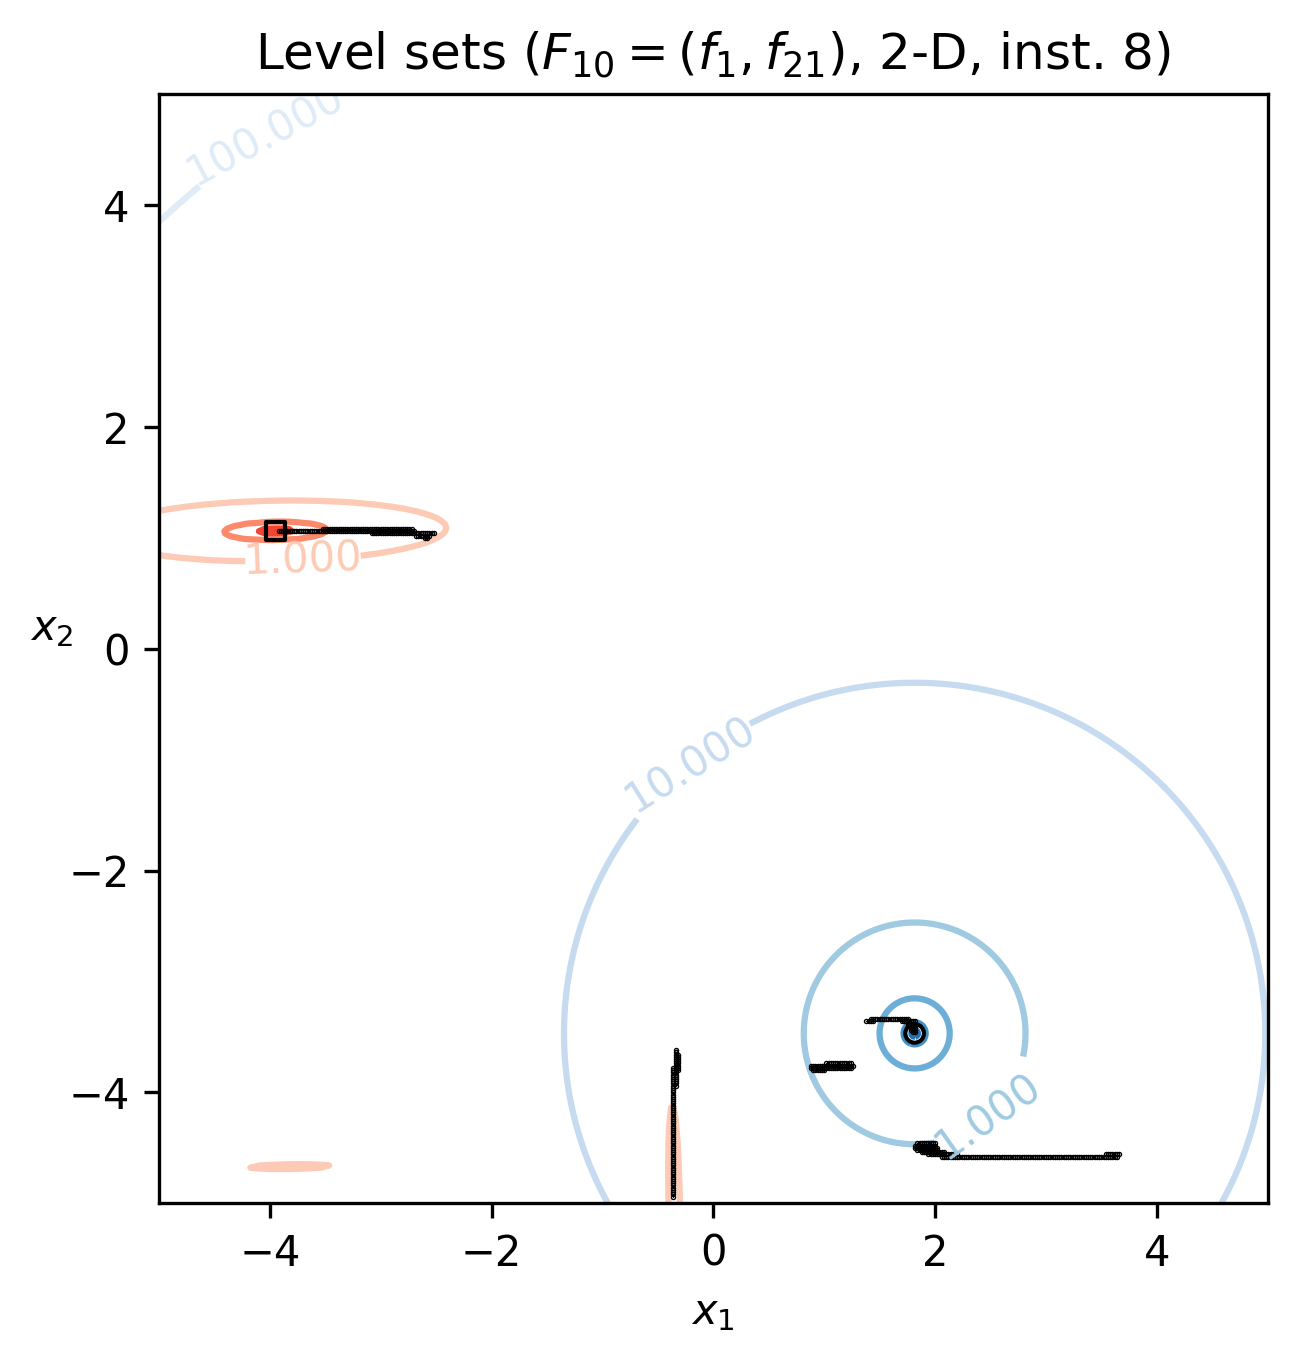 Level sets (F₁₀ = (f₁, f₂₁), 2-D, inst. 8)
100.000
4
2
1.000
x₂
0
10.000
−2
−4
1.000
−4 −2 0 2 4
x₁